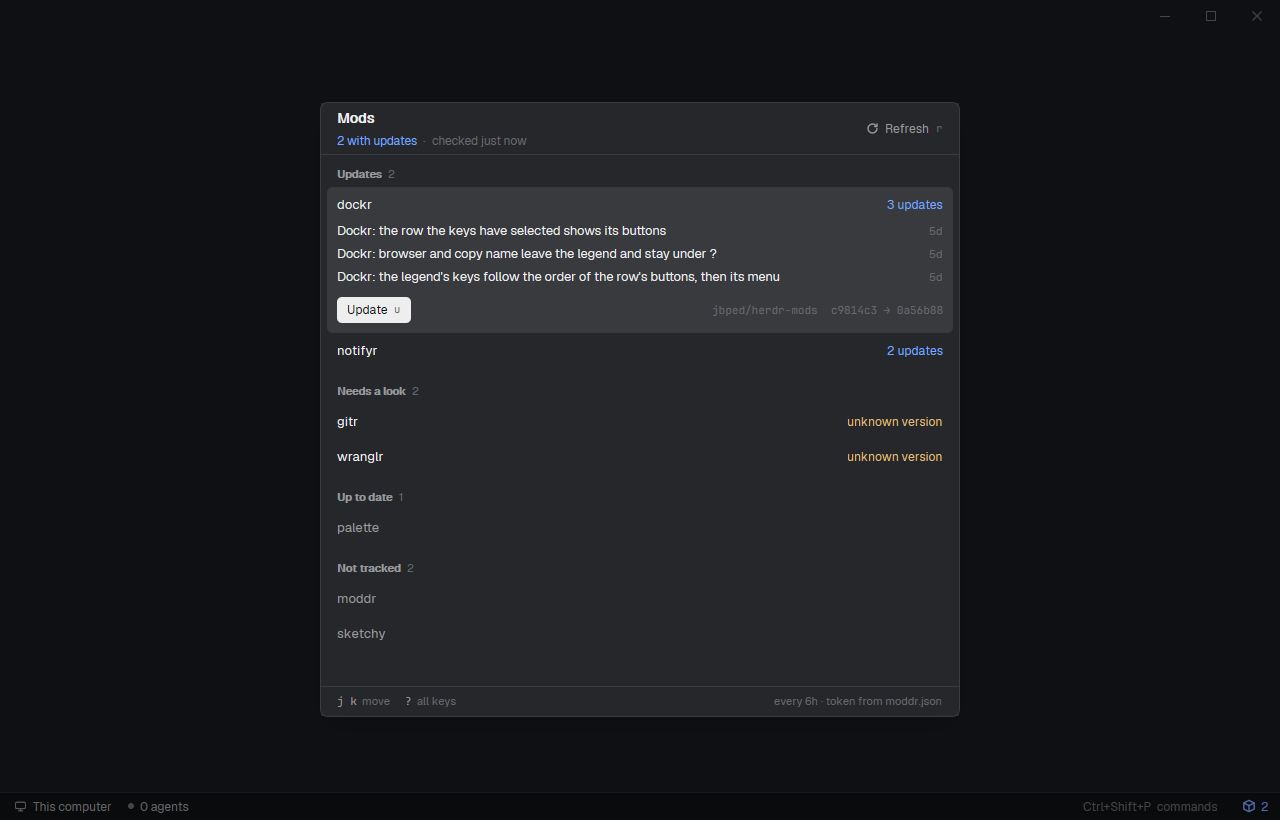 Mods
2 with updates · checked just now
Refresh r
Updates 2
dockr 3 updates
Dockr: the row the keys have selected shows its buttons 5d
Dockr: browser and copy name leave the legend and stay under ? 5d
Dockr: the legend's keys follow the order of the row's buttons, then its menu 5d
Update u jbped/herdr-mods c9814c3 → 0a56b88
notifyr 2 updates
Needs a look 2
gitr unknown version
wranglr unknown version
Up to date 1
palette
Not tracked 2
moddr
sketchy
j k move ? all keys every 6h · token from moddr.json
This computer 0 agents Ctrl+Shift+P commands 2